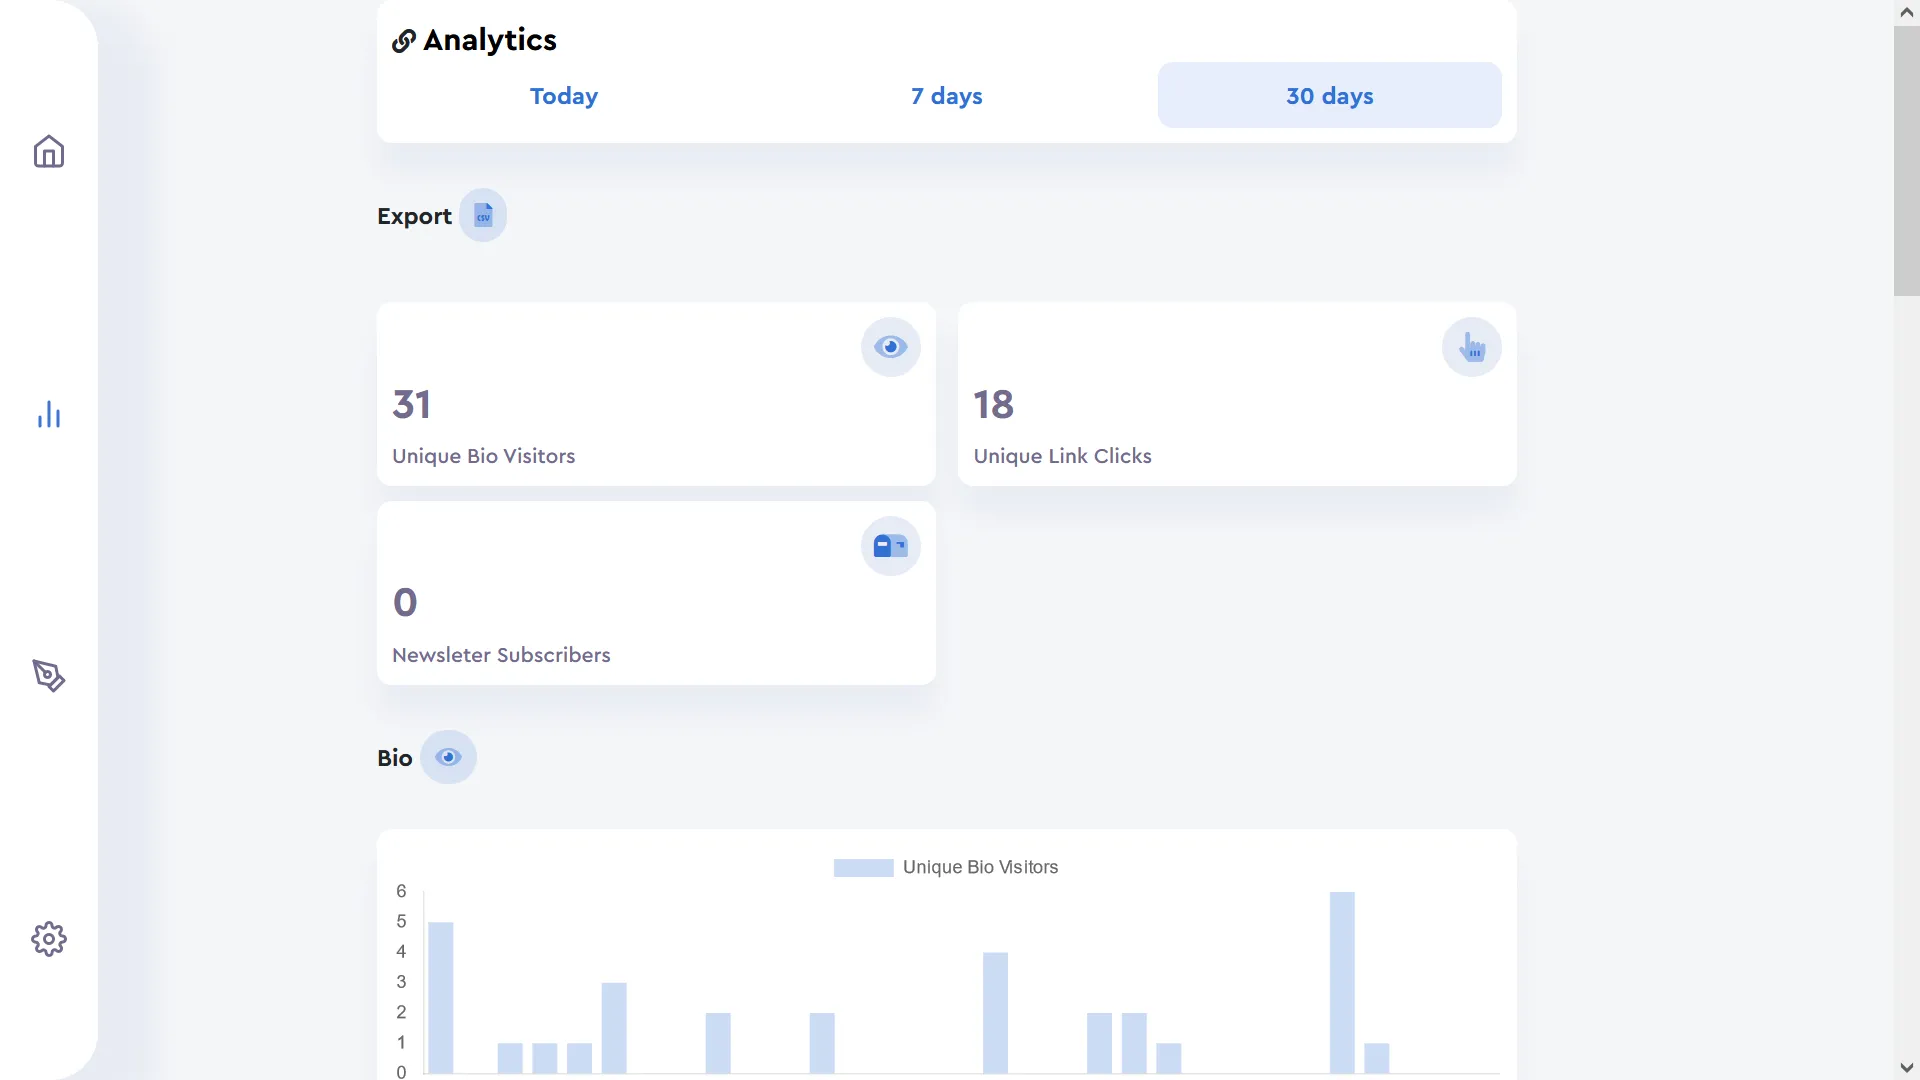 Analytics
Today 7 days 30 days
Export CSV
31
Unique Bio Visitors
18
Unique Link Clicks
0
Newsleter Subscribers
Bio
Unique Bio Visitors
6
5
4
3
2
1
0